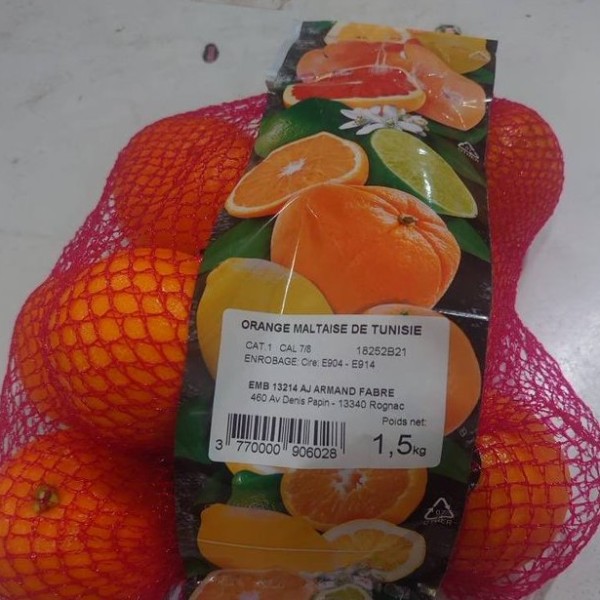 ORANGE MALTAISE DE TUNISIE
CAT.1 CAL 7/8 18252B21
ENROBAGE: Cire: E904 - E914
EMB 13214 AJ ARMAND FABRE
460 Av Denis Papin - 13340 Rognac
Poids net:
1,5kg
3 770000 906028